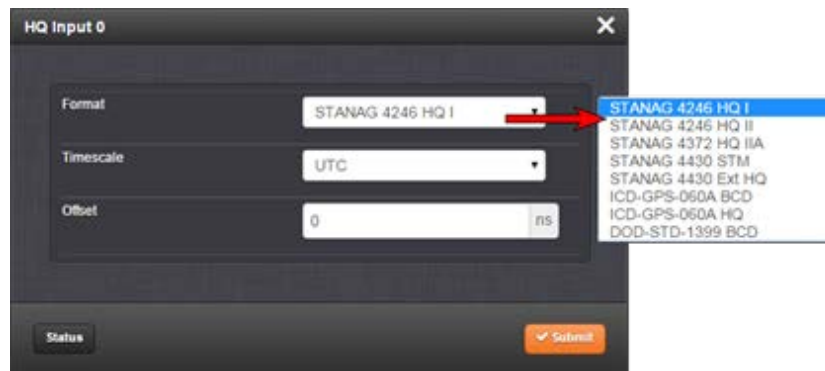 HQ Input 0
Format
STANAG 4246 HQ I
Timescale
UTC
Offset
0 ns
Status
Submit
STANAG 4246 HQ I
STANAG 4246 HQ II
STANAG 4372 HQ IIA
STANAG 4430 STM
STANAG 4430 Ext HQ
ICD-GPS-060A BCD
ICD-GPS-060A HQ
DOD-STD-1399 BCD